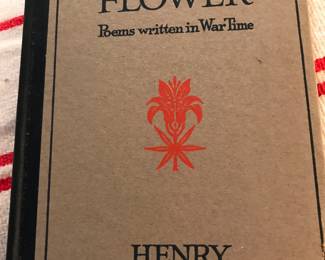 FLOWER
Poems written in War Time
HENRY